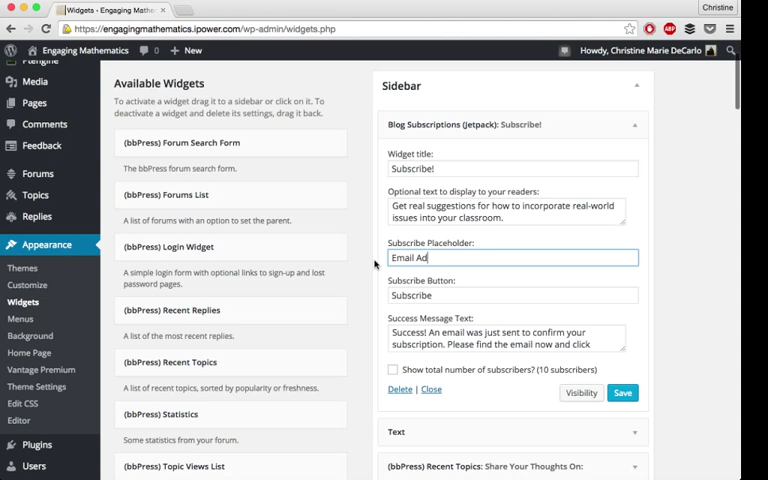 Widgets ‹ Engaging Mathem
Christine
https://engagingmathematics.ipower.com/wp-admin/widgets.php
Engaging Mathematics
0
+ New
Howdy, Christine Marie DeCarlo
Media
Pages
Comments
Feedback
Forums
Topics
Replies
Appearance
Themes
Customize
Widgets
Menus
Background
Home Page
Vantage Premium
Theme Settings
Edit CSS
Editor
Plugins
Users
Available Widgets
To activate a widget drag it to a sidebar or click on it. To
deactivate a widget and delete its settings, drag it back.
(bbPress) Forum Search Form
The bbPress forum search form.
(bbPress) Forums List
A list of forums with an option to set the parent.
(bbPress) Login Widget
A simple login form with optional links to sign-up and lost
password pages.
(bbPress) Recent Replies
A list of the most recent replies.
(bbPress) Recent Topics
A list of recent topics, sorted by popularity or freshness.
(bbPress) Statistics
Some statistics from your forum.
(bbPress) Topic Views List
Sidebar
Blog Subscriptions (Jetpack): Subscribe!
Widget title:
Subscribe!
Optional text to display to your readers:
Get real suggestions for how to incorporate real-world
issues into your classroom.
Subscribe Placeholder:
Email Ad
Subscribe Button:
Subscribe
Success Message Text:
Success! An email was just sent to confirm your
subscription. Please find the email now and click
Show total number of subscribers? (10 subscribers)
Delete | Close
Visibility
Save
Text
(bbPress) Recent Topics: Share Your Thoughts On: